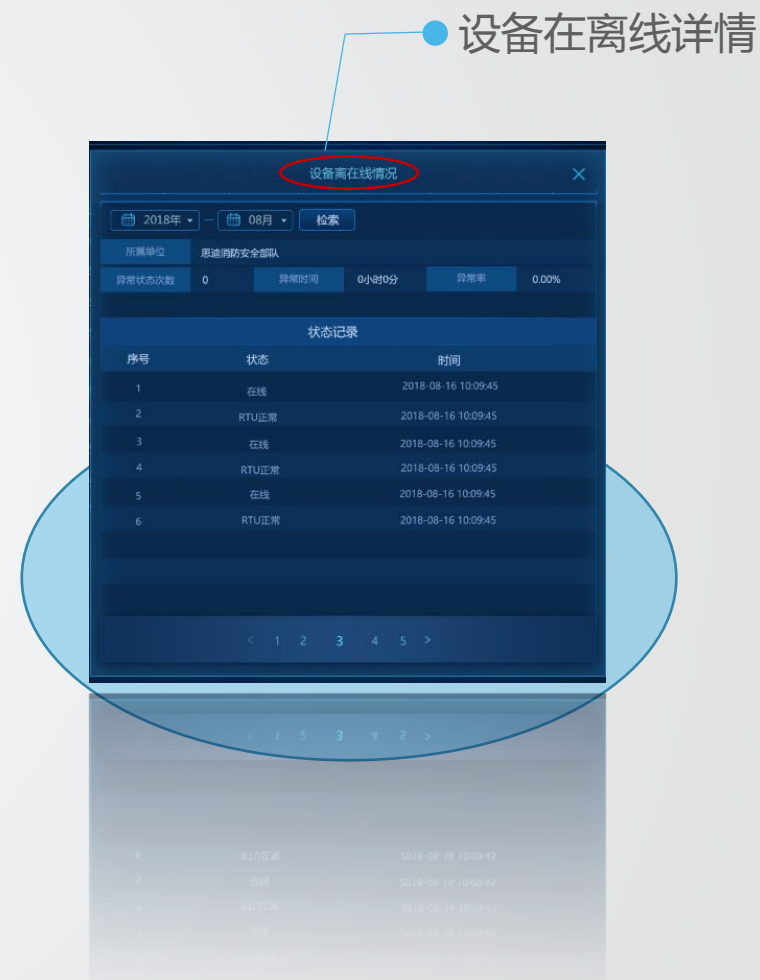 设备在离线详情
设备离在线情况
2018年 — 08月 检索
所属单位 思迪消防安全部队
异常状态次数 0 异常时间 0小时0分 异常率 0.00%
状态记录
序号 状态 时间
1 在线 2018-08-16 10:09:45
2 RTU正常 2018-08-16 10:09:45
3 在线 2018-08-16 10:09:45
4 RTU正常 2018-08-16 10:09:45
5 在线 2018-08-16 10:09:45
6 RTU正常 2018-08-16 10:09:45
< 1 2 3 4 5 >